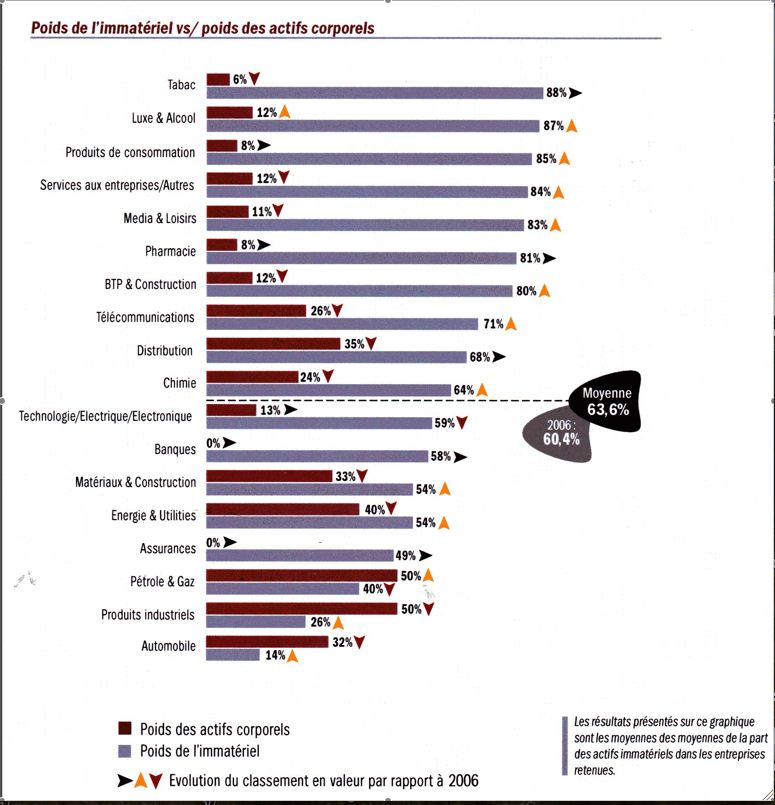 Poids de l'immatériel vs/ poids des actifs corporels
Tabac
6%
88%
Luxe & Alcool
12%
87%
Produits de consommation
8%
85%
Services aux entreprises/Autres
12%
84%
Media & Loisirs
11%
83%
Pharmacie
8%
81%
BTP & Construction
12%
80%
Télécommunications
26%
71%
Distribution
35%
68%
Chimie
24%
64%
Moyenne
63,6%
Technologie/Electrique/Electronique
13%
59%
2006 :
60,4%
Banques
0%
58%
Matériaux & Construction
33%
54%
Energie & Utilities
40%
54%
Assurances
0%
49%
Pétrole & Gaz
50%
40%
Produits industriels
50%
26%
Automobile
32%
14%
Poids des actifs corporels
Poids de l'immatériel
Evolution du classement en valeur par rapport à 2006
Les résultats présentés sur ce graphique
sont les moyennes des moyennes de la part
des actifs immatériels dans les entreprises
retenues.